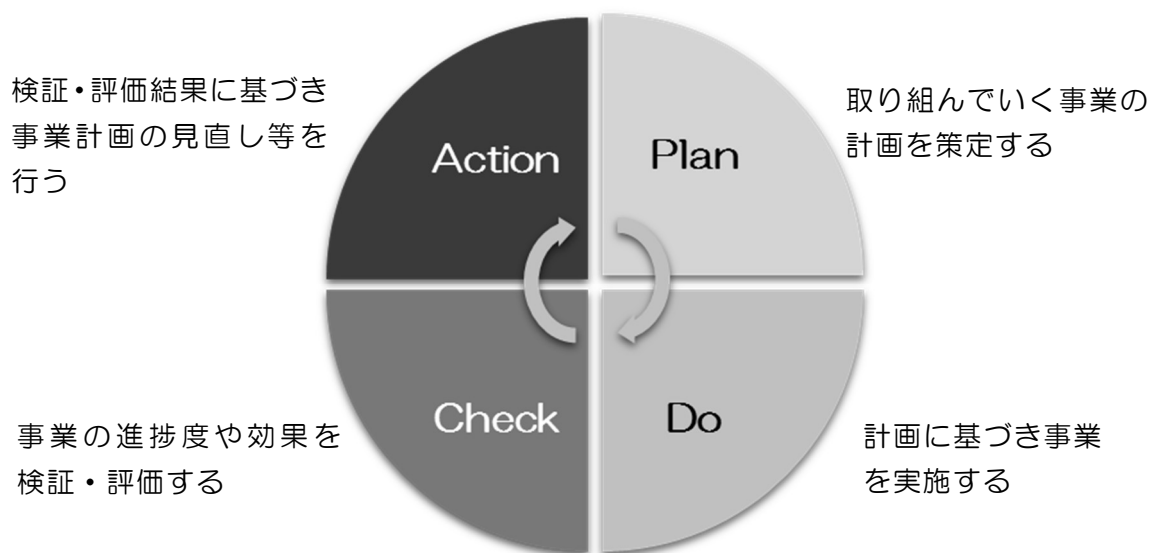 検証・評価結果に基づき
事業計画の見直し等を
行う
Action
Plan
取り組んでいく事業の
計画を策定する
事業の進捗度や効果を
検証・評価する
Check
Do
計画に基づき事業
を実施する